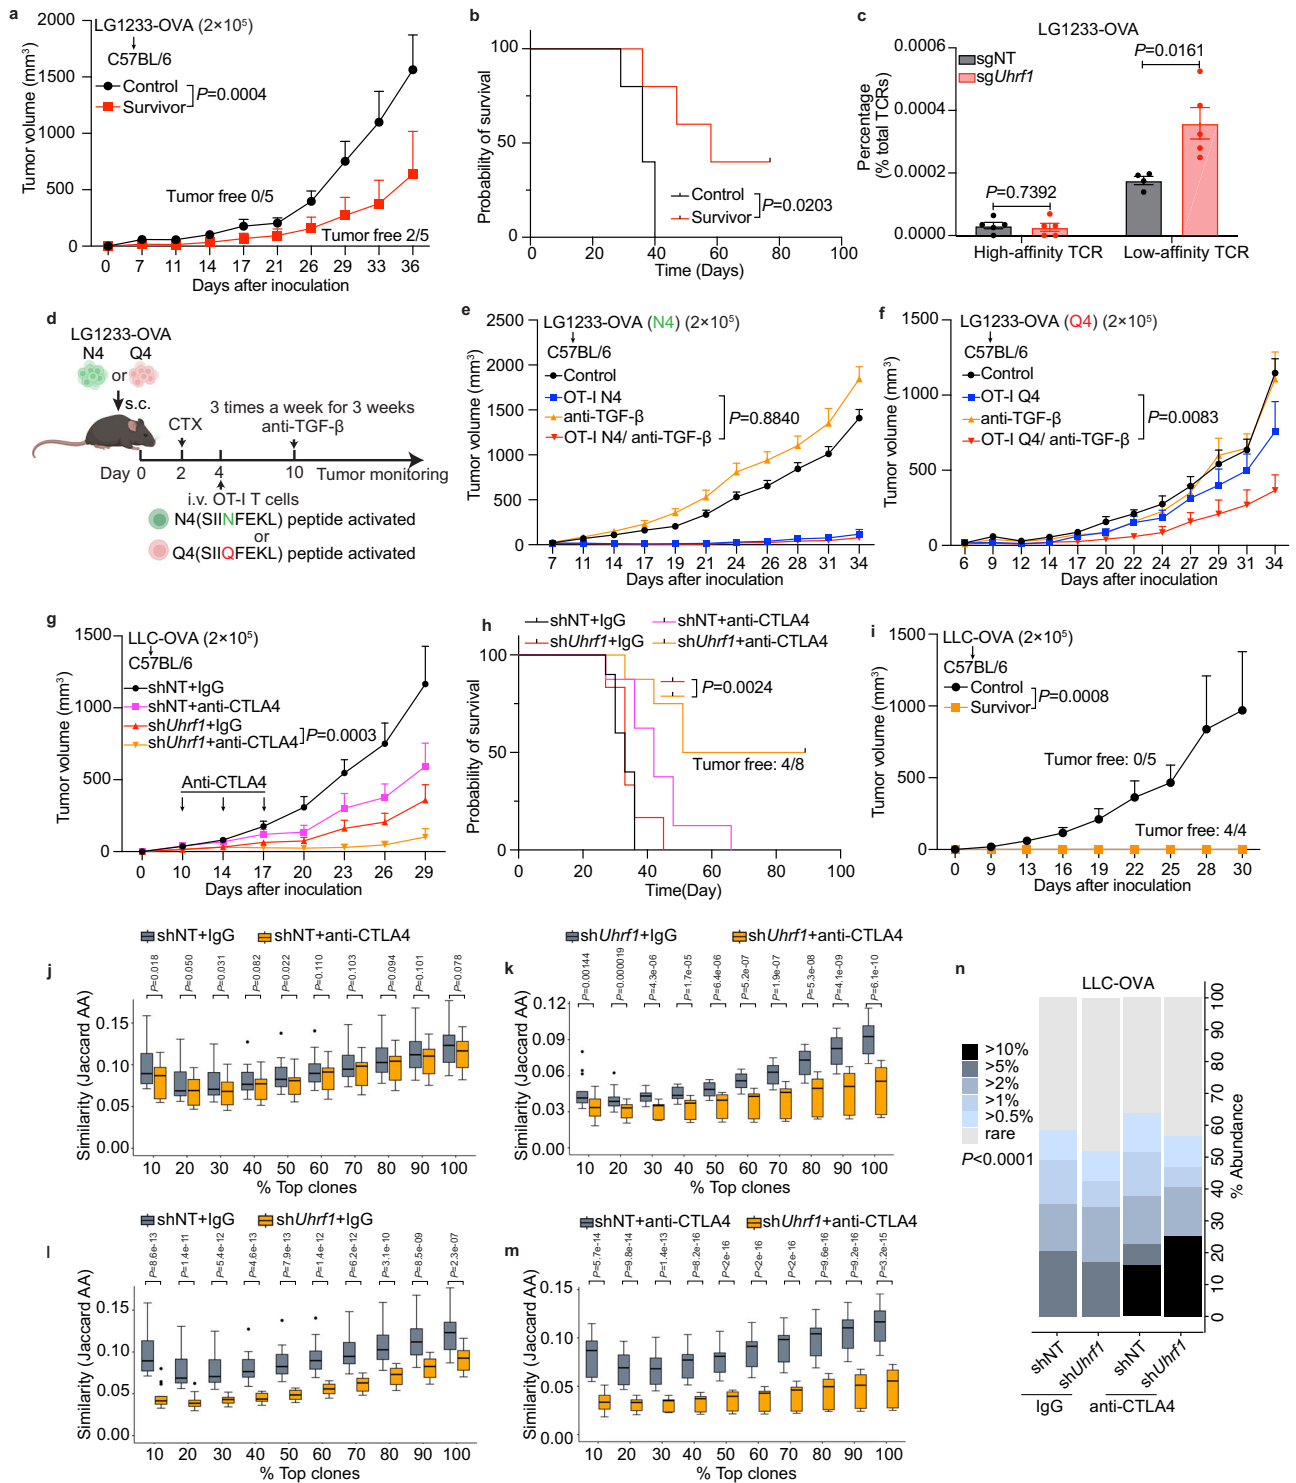 a
LG1233-OVA (2×10⁵)
C57BL/6
Control
Survivor
P=0.0004
Tumor free 0/5
Tumor free 2/5
Tumor volume (mm³)
2000
1500
1000
500
0
0 7 11 14 17 21 26 29 33 36
Days after inoculation
b
Probability of survival
100
50
0
Control
Survivor
P=0.0203
0 20 40 60 80 100
Time (Days)
c
LG1233-OVA
sgNT
sgUhrf1
P=0.0161
P=0.7392
Percentage
(% total TCRs)
0.0006
0.0004
0.0002
0.0000
High-affinity TCR Low-affinity TCR
d
LG1233-OVA
N4 Q4
or
s.c.
CTX
3 times a week for 3 weeks
anti-TGF-β
Day 0 2 4 10 Tumor monitoring
i.v. OT-I T cells
N4(SIINFEKL) peptide activated
or
Q4(SIIQFEKL) peptide activated
e
LG1233-OVA (N4) (2×10⁵)
C57BL/6
Control
OT-I N4
anti-TGF-β
OT-I N4/ anti-TGF-β
P=0.8840
Tumor volume (mm³)
2500
2000
1500
1000
500
0
7 11 14 17 19 21 24 26 28 31 34
Days after inoculation
f
LG1233-OVA (Q4) (2×10⁵)
C57BL/6
Control
OT-I Q4
anti-TGF-β
OT-I Q4/ anti-TGF-β
P=0.0083
Tumor volume (mm³)
1500
1000
500
0
6 9 12 14 17 20 22 24 27 29 31 34
Days after inoculation
g
LLC-OVA (2×10⁵)
C57BL/6
shNT+IgG
shNT+anti-CTLA4
shUhrf1+IgG
shUhrf1+anti-CTLA4
P=0.0003
Anti-CTLA4
Tumor volume (mm³)
1500
1000
500
0
0 10 14 17 20 23 26 29
Days after inoculation
h
shNT+IgG shNT+anti-CTLA4
shUhrf1+IgG shUhrf1+anti-CTLA4
P=0.0024
Tumor free: 4/8
Probability of survival
100
50
0
0 20 40 60 80 100
Time(Day)
i
LLC-OVA (2×10⁵)
C57BL/6
Control
Survivor
P=0.0008
Tumor free: 0/5
Tumor free: 4/4
Tumor volume (mm³)
1500
1000
500
0
0 9 13 16 19 22 25 28 30
Days after inoculation
j
shNT+IgG shNT+anti-CTLA4
P=0.018 P=0.050 P=0.031 P=0.082 P=0.022 P=0.110 P=0.103 P=0.094 P=0.101 P=0.078
Similarity (Jaccard AA)
0.15
0.10
0.05
0.00
10 20 30 40 50 60 70 80 90 100
% Top clones
k
shUhrf1+IgG shUhrf1+anti-CTLA4
P=0.00144 P=0.000019 P=4.3e-06 P=1.7e-05 P=6.4e-06 P=5.2e-07 P=1.9e-07 P=5.3e-08 P=4.1e-09 P=6.1e-10
Similarity (Jaccard AA)
0.12
0.09
0.06
0.03
0.00
10 20 30 40 50 60 70 80 90 100
% Top clones
l
shNT+IgG shUhrf1+IgG
P=8.6e-13 P=1.4e-11 P=5.4e-12 P=4.6e-13 P=7.9e-13 P=1.4e-12 P=6.2e-12 P=3.1e-10 P=8.5e-09 P=2.3e-07
Similarity (Jaccard AA)
0.15
0.10
0.05
0.00
10 20 30 40 50 60 70 80 90 100
% Top clones
m
shNT+anti-CTLA4 shUhrf1+anti-CTLA4
P=5.7e-14 P=9.8e-14 P=1.4e-13 P=8.2e-16 P<2e-16 P<2e-16 P<2e-16 P=9.6e-16 P=9.2e-16 P=3.2e-15
Similarity (Jaccard AA)
0.15
0.10
0.05
0.00
10 20 30 40 50 60 70 80 90 100
% Top clones
n
LLC-OVA
>10%
>5%
>2%
>1%
>0.5%
rare
P<0.0001
% Abundance
100
90
80
70
60
50
40
30
20
10
0
shNT shUhrf1 shNT shUhrf1
IgG anti-CTLA4